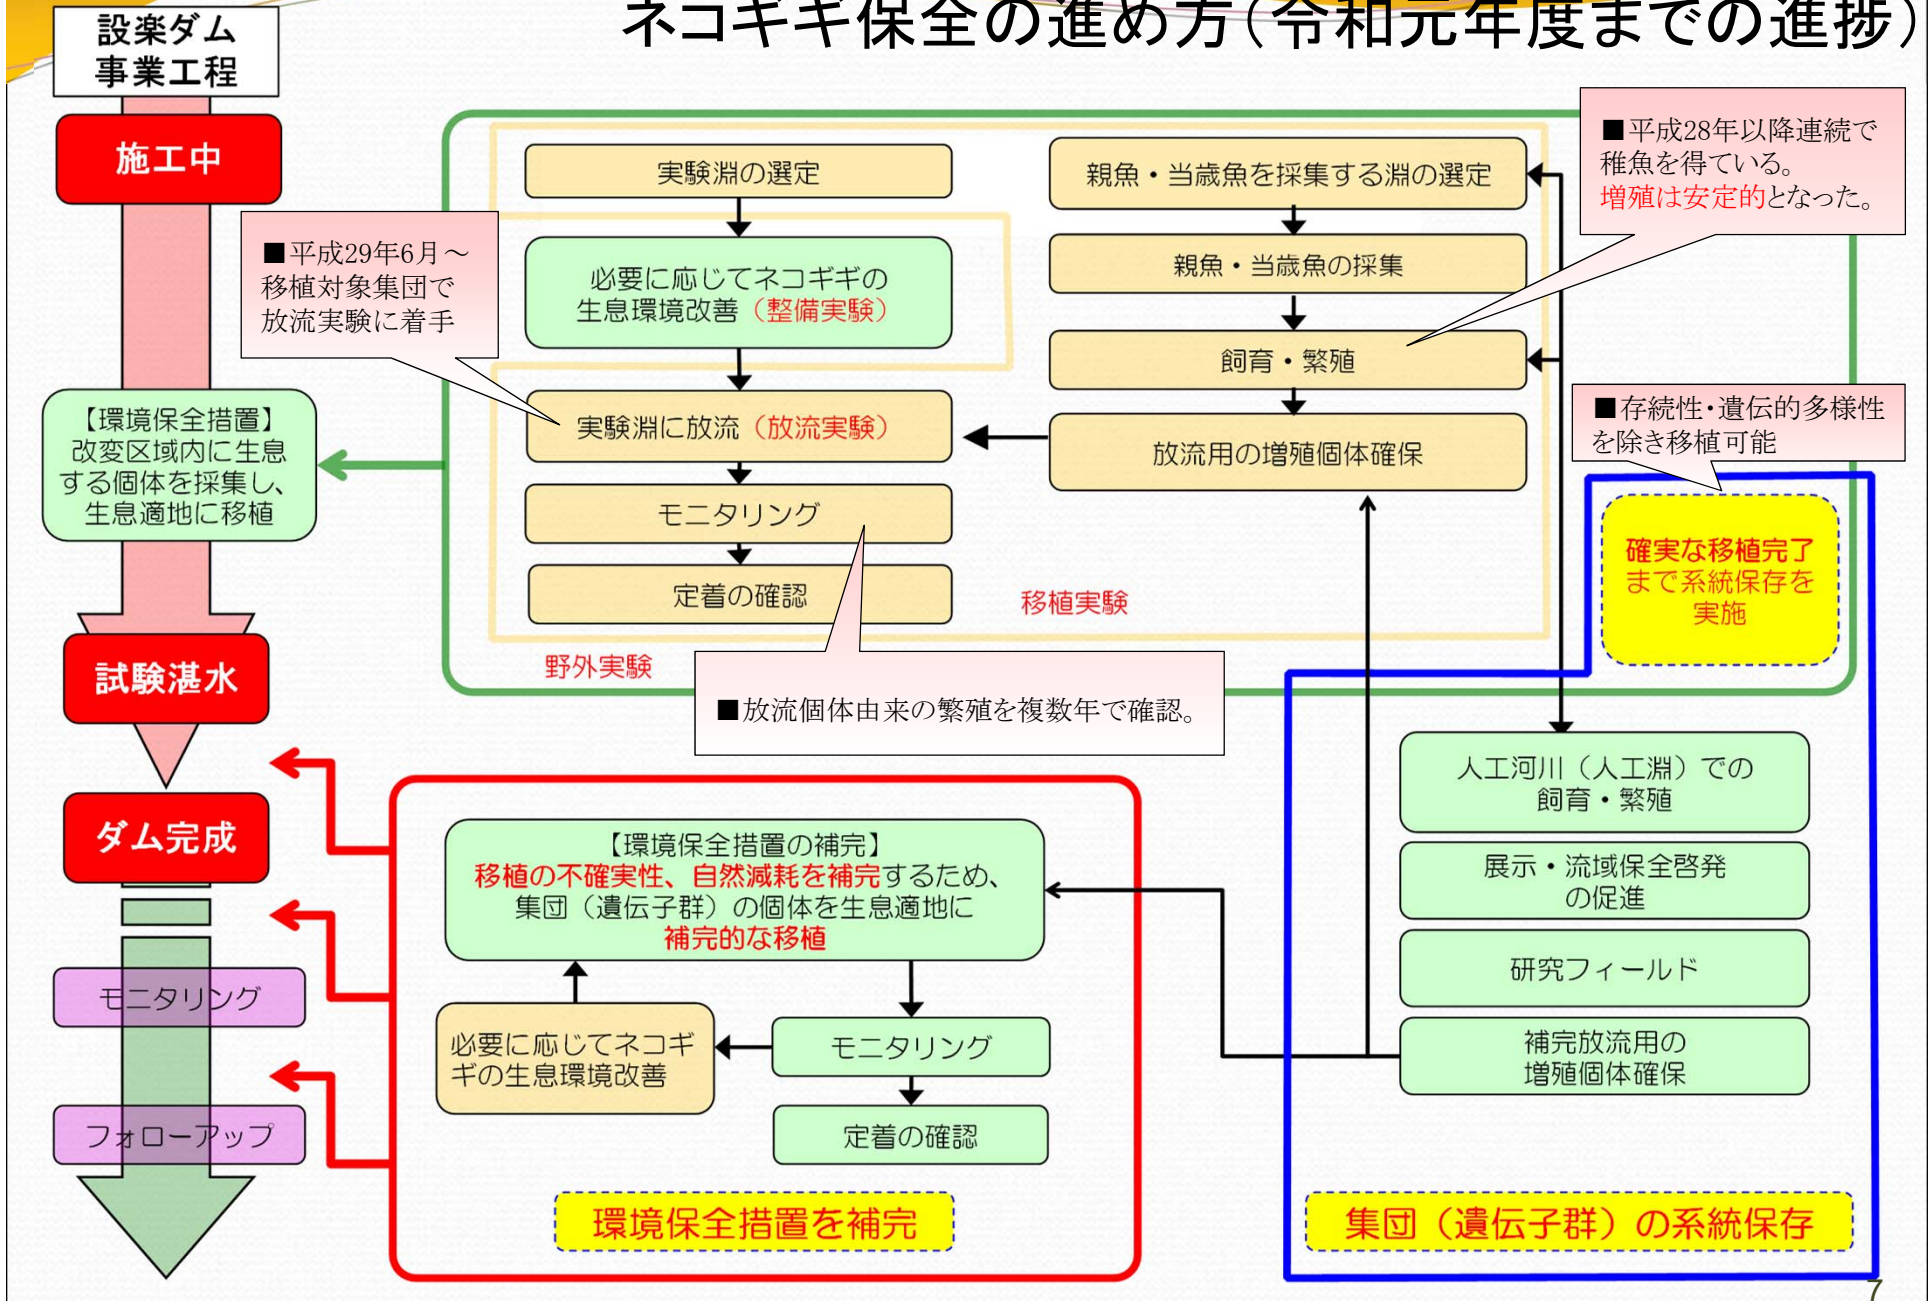 ネコギギ保全の進め方（令和元年度までの進捗）
設楽ダム
事業工程
施工中
【環境保全措置】
改変区域内に生息
する個体を採集し、
生息適地に移植
試験湛水
ダム完成
モニタリング
フォローアップ
■平成29年6月～
移植対象集団で
放流実験に着手
実験淵の選定
必要に応じてネコギギの
生息環境改善（整備実験）
実験淵に放流（放流実験）
モニタリング
定着の確認
親魚・当歳魚を採集する淵の選定
親魚・当歳魚の採集
飼育・繁殖
放流用の増殖個体確保
移植実験
野外実験
■平成28年以降連続で
稚魚を得ている。
増殖は安定的となった。
■存続性・遺伝的多様性
を除き移植可能
確実な移植完了
まで系統保存を
実施
■放流個体由来の繁殖を複数年で確認。
【環境保全措置の補完】
移植の不確実性、自然減耗を補完するため、
集団（遺伝子群）の個体を生息適地に
補完的な移植
必要に応じてネコギ
ギの生息環境改善
モニタリング
定着の確認
環境保全措置を補完
人工河川（人工淵）での
飼育・繁殖
展示・流域保全啓発
の促進
研究フィールド
補完放流用の
増殖個体確保
集団（遺伝子群）の系統保存
7